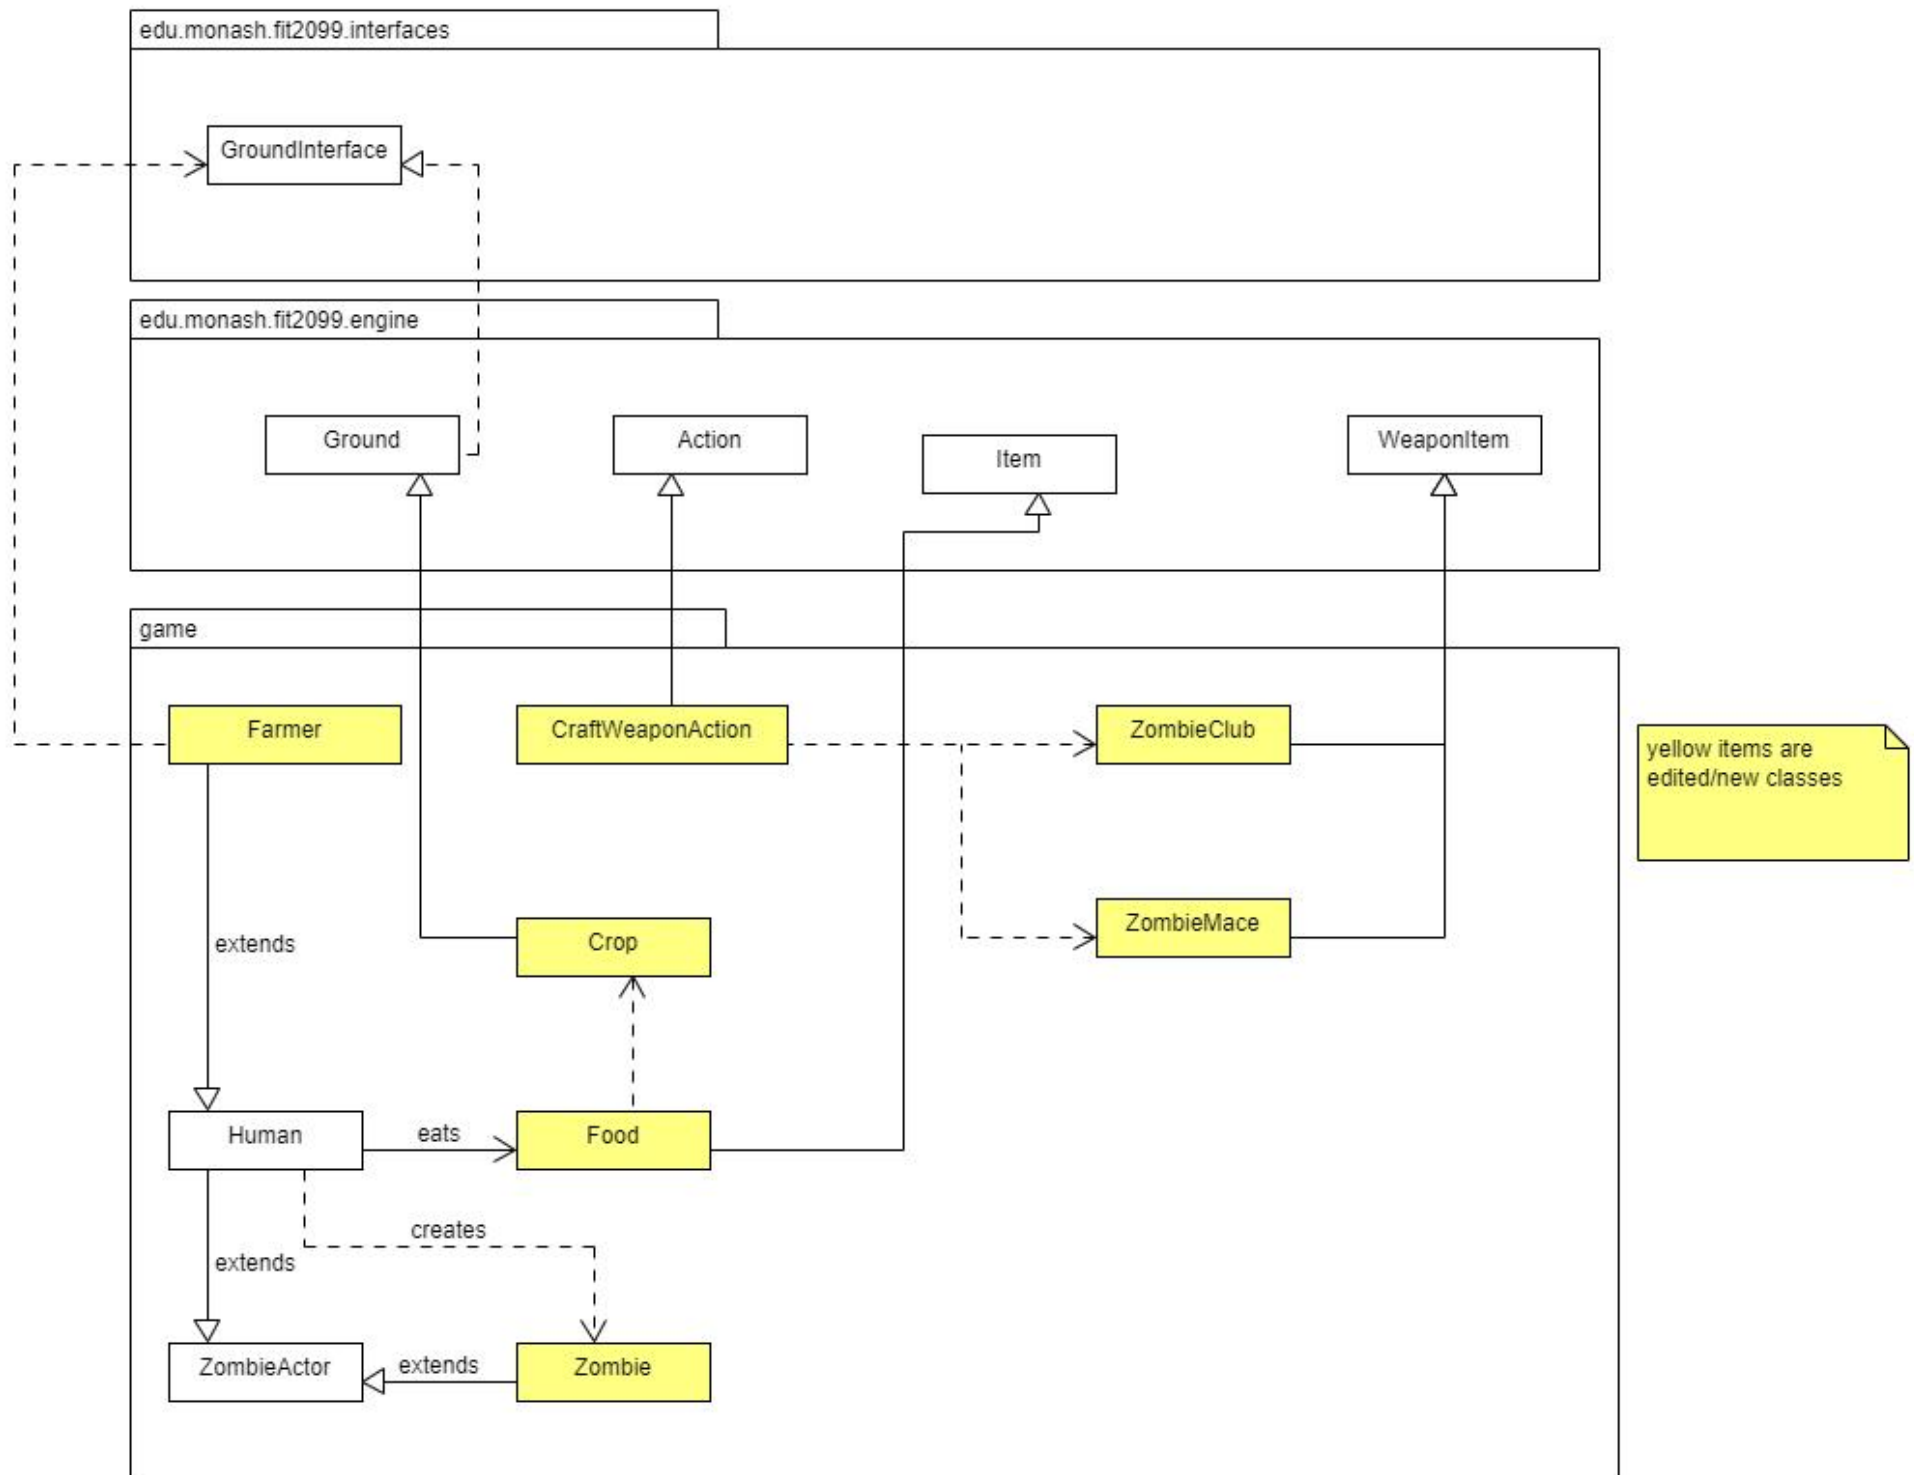 edu.monash.fit2099.interfaces
GroundInterface
edu.monash.fit2099.engine
Ground
Action
Item
WeaponItem
game
Farmer
CraftWeaponAction
ZombieClub
yellow items are
edited/new classes
ZombieMace
extends
Crop
Human
eats
Food
creates
extends
ZombieActor
extends
Zombie